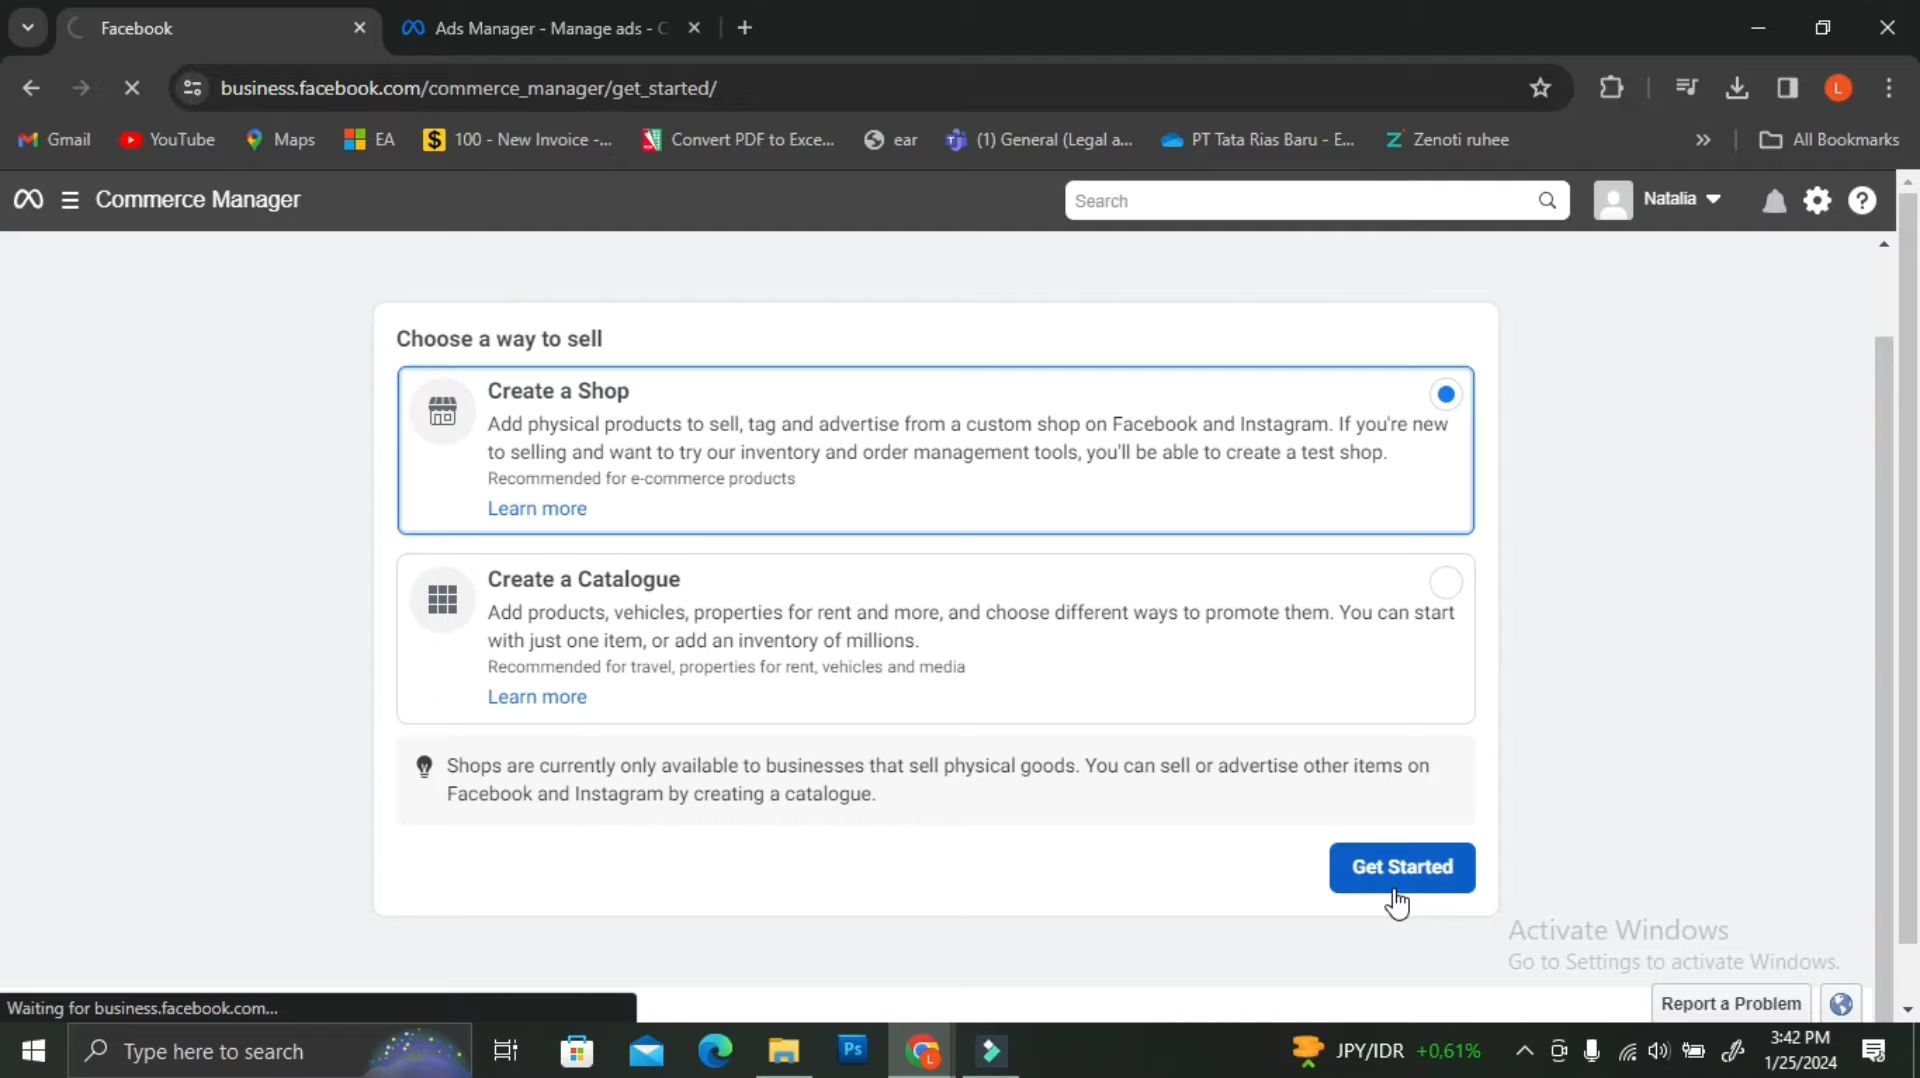 Facebook
Ads Manager - Manage ads - C
business.facebook.com/commerce_manager/get_started/
L
Gmail
YouTube
Maps
EA
100 - New Invoice -...
Convert PDF to Exce...
ear
(1) General (Legal a...
PT Tata Rias Baru - E...
Zenoti ruhee
All Bookmarks
Commerce Manager
Search
Natalia
Choose a way to sell
Create a Shop
Add physical products to sell, tag and advertise from a custom shop on Facebook and Instagram. If you're new
to selling and want to try our inventory and order management tools, you'll be able to create a test shop.
Recommended for e-commerce products
Learn more
Create a Catalogue
Add products, vehicles, properties for rent and more, and choose different ways to promote them. You can start
with just one item, or add an inventory of millions.
Recommended for travel, properties for rent, vehicles and media
Learn more
Shops are currently only available to businesses that sell physical goods. You can sell or advertise other items on
Facebook and Instagram by creating a catalogue.
Get Started
Activate Windows
Go to Settings to activate Windows.
Waiting for business.facebook.com...
Report a Problem
Type here to search
Ps
L
JPY/IDR +0,61%
3:42 PM
1/25/2024